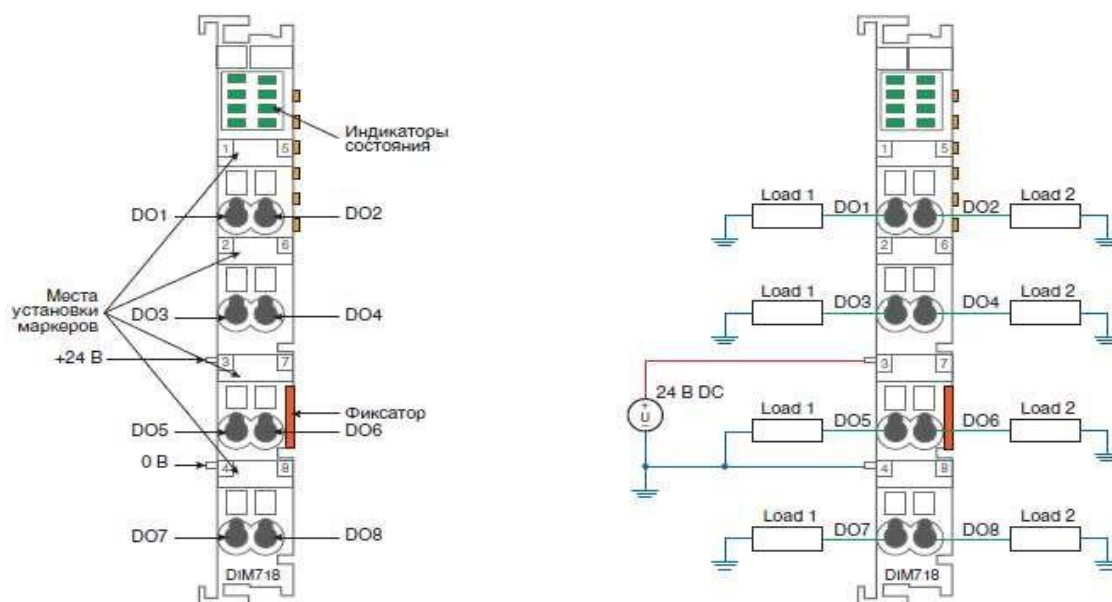 Индикаторы
состояния
1
5
DO1
DO2
2
6
Места
установки
маркеров
DO3
DO4
+24 В
3
7
Фиксатор
DO5
DO6
0 В
4
8
DO7
DO8
DIM718
1
5
Load 1
DO1
DO2
Load 2
2
6
Load 1
DO3
DO4
Load 2
3
7
24 В DC
+
U
Load 1
DO5
DO6
Load 2
4
8
Load 1
DO7
DO8
Load 2
DIM718